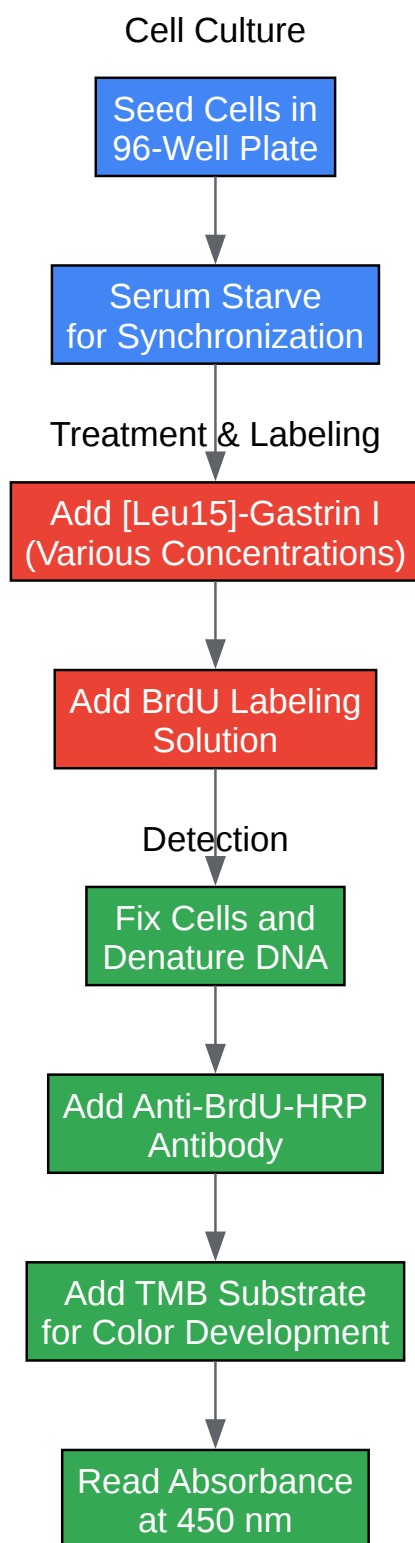 Cell Culture
Seed Cells in
96-Well Plate
Serum Starve
for Synchronization
Treatment & Labeling
Add [Leu15]-Gastrin I
(Various Concentrations)
Add BrdU Labeling
Solution
Detection
Fix Cells and
Denature DNA
Add Anti-BrdU-HRP
Antibody
Add TMB Substrate
for Color Development
Read Absorbance
at 450 nm